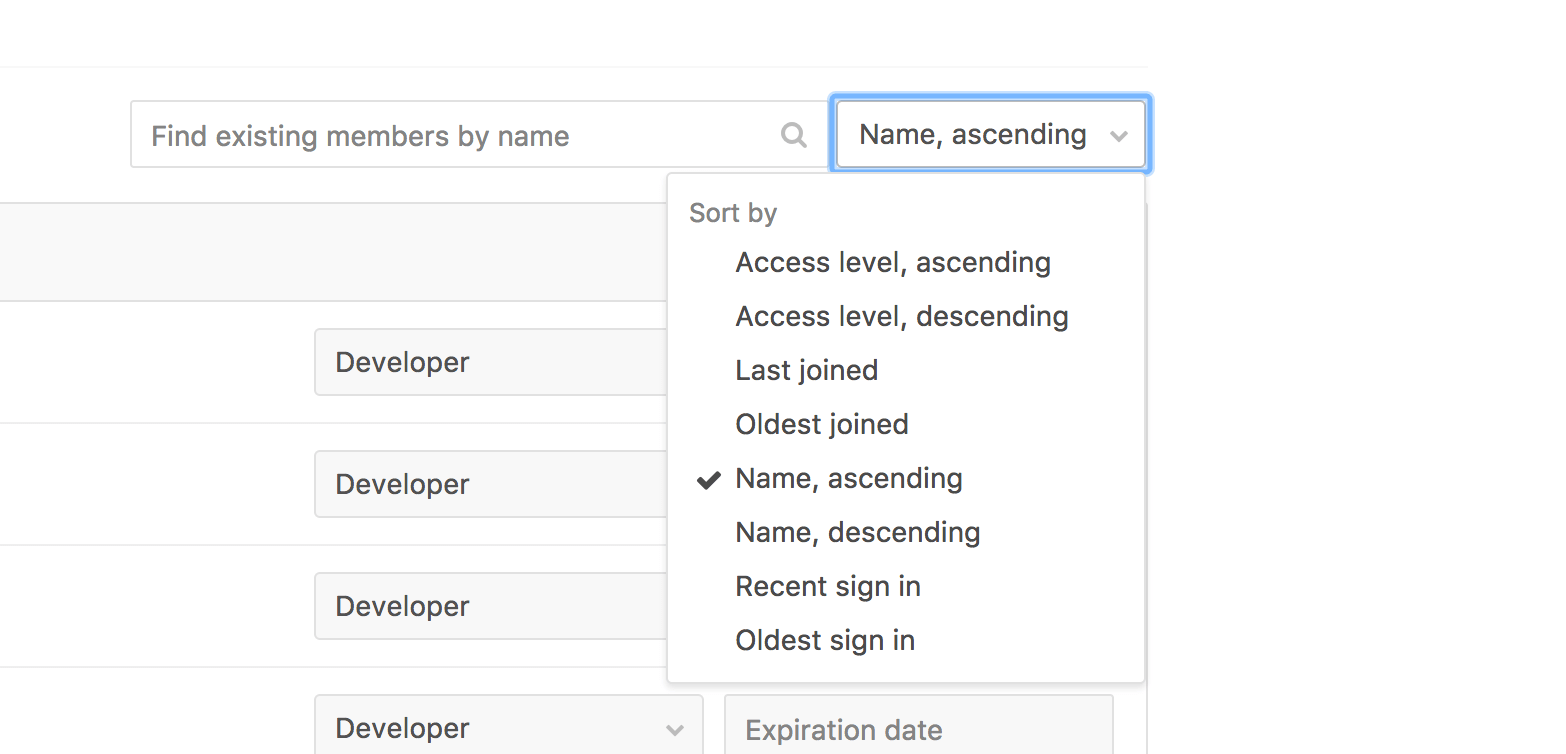 Find existing members by name
Name, ascending
Sort by
Access level, ascending
Access level, descending
Last joined
Oldest joined
Name, ascending
Name, descending
Recent sign in
Oldest sign in
Developer
Developer
Developer
Developer
Expiration date